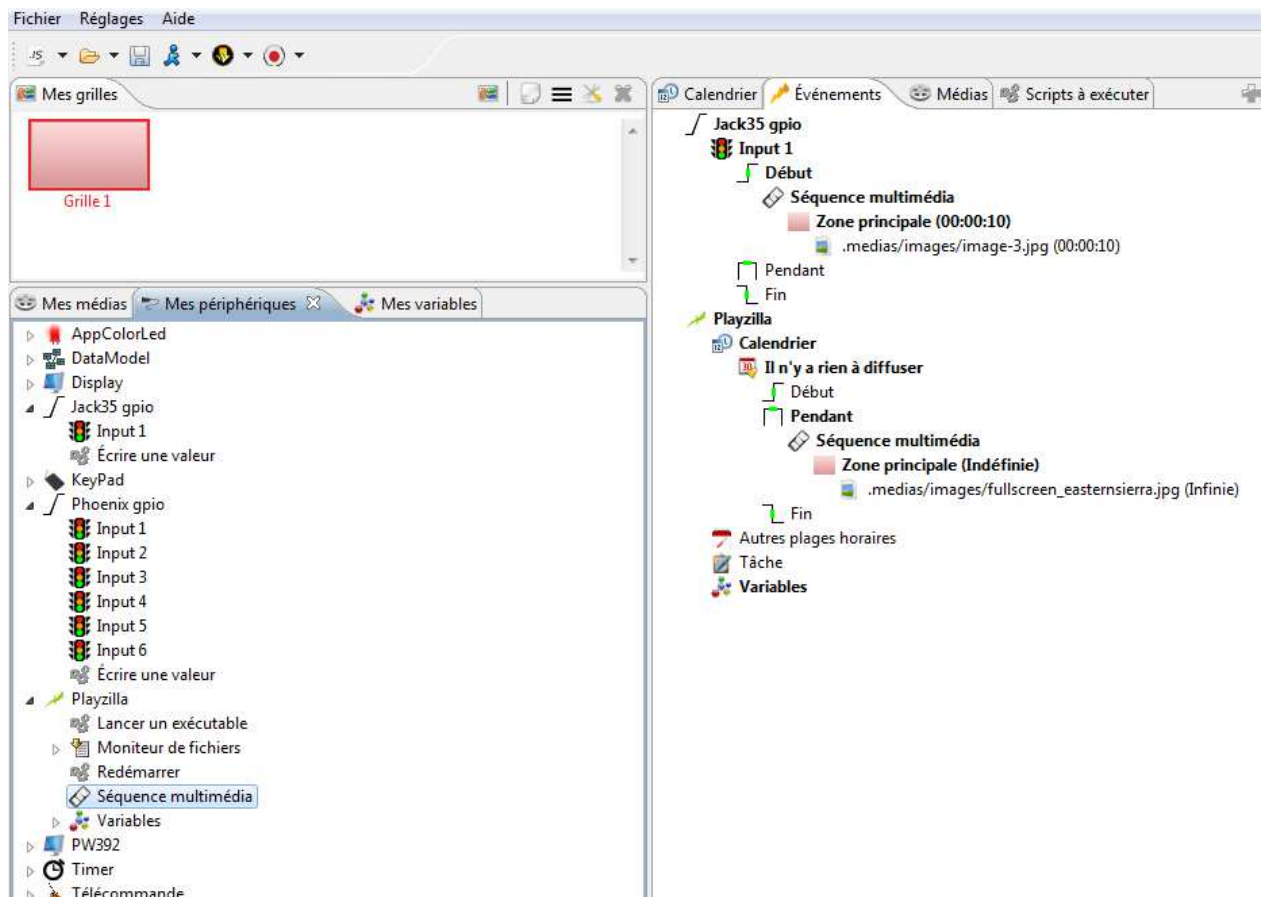 Fichier Réglages Aide
JS
Mes grilles
Grille 1
Mes médias Mes périphériques Mes variables
AppColorLed
DataModel
Display
Jack35 gpio
Input 1
Écrire une valeur
KeyPad
Phoenix gpio
Input 1
Input 2
Input 3
Input 4
Input 5
Input 6
Écrire une valeur
Playzilla
Lancer un exécutable
Moniteur de fichiers
Redémarrer
Séquence multimédia
Variables
PW392
Timer
Télécommande
Calendrier Événements Médias Scripts à exécuter
Jack35 gpio
Input 1
Début
Séquence multimédia
Zone principale (00:00:10)
.medias/images/image-3.jpg (00:00:10)
Pendant
Fin
Playzilla
Calendrier
Il n'y a rien à diffuser
Début
Pendant
Séquence multimédia
Zone principale (Indéfinie)
.medias/images/fullscreen_easternsierra.jpg (Infinie)
Fin
Autres plages horaires
Tâche
Variables